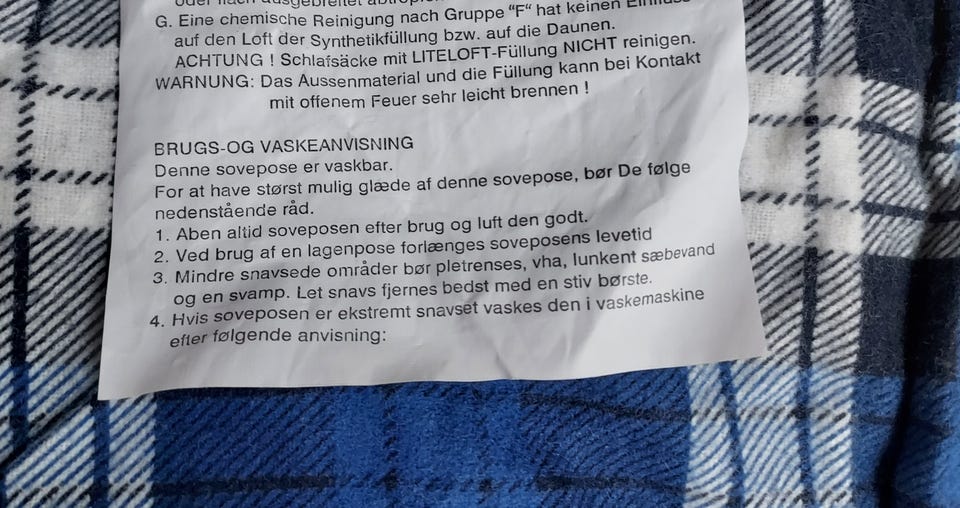 oder flach ausgebreitet
G. Eine chemische Reinigung nach Gruppe "F" hat keinen Einfluss
auf den Loft der Synthetikfüllung bzw. auf die Daunen.
ACHTUNG ! Schlafsäcke mit LITELOFT-Füllung NICHT reinigen.
WARNUNG: Das Aussenmaterial und die Füllung kann bei Kontakt
mit offenem Feuer sehr leicht brennen !
BRUGS-OG VASKEANVISNING
Denne sovepose er vaskbar.
For at have størst mulig glæde af denne sovepose, bør De følge
nedenstående råd.
1. Aben altid soveposen efter brug og luft den godt.
2. Ved brug af en lagenpose forlænges soveposens levetid
3. Mindre snavsede områder bør pletrenses, vha, lunkent sæbevand
og en svamp. Let snavs fjernes bedst med en stiv børste.
4. Hvis soveposen er ekstremt snavset vaskes den i vaskemaskine
efter følgende anvisning: